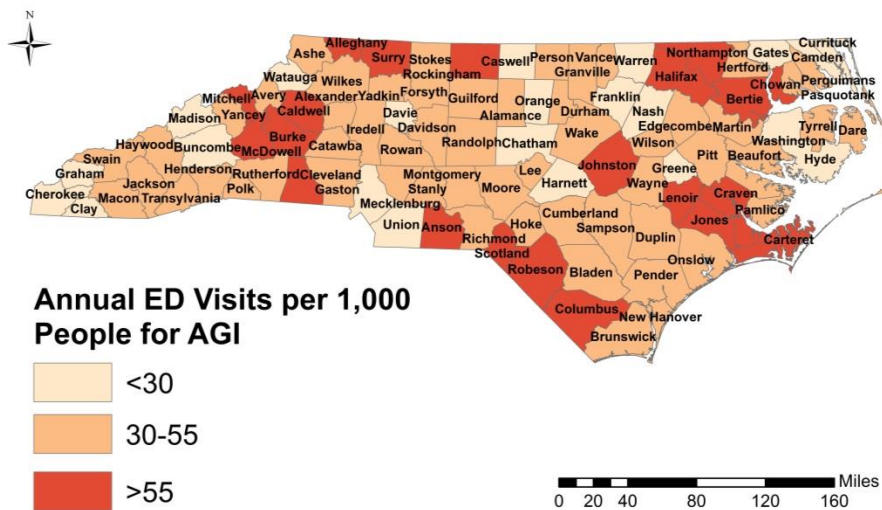 N
Ashe
Alleghany
Surry
Stokes
Rockingham
Caswell
Person
Vance
Granville
Warren
Northampton
Gates
Currituck
Camden
Hertford
Halifax
Perquimans
Pasquotank
Chowan
Bertie
Watauga
Wilkes
Mitchell
Avery
Alexander
Yadkin
Forsyth
Guilford
Orange
Alamance
Durham
Franklin
Nash
Edgecombe
Martin
Washington
Tyrrell
Dare
Madison
Yancey
Caldwell
Davie
Davidson
Iredell
Burke
Haywood
Buncombe
McDowell
Catawba
Rowan
Randolph
Chatham
Wake
Wilson
Pitt
Beaufort
Hyde
Swain
Graham
Henderson
Rutherford
Cleveland
Lee
Johnston
Greene
Wayne
Cherokee
Clay
Jackson
Macon
Transylvania
Polk
Gaston
Montgomery
Stanly
Moore
Harnett
Lenoir
Craven
Pamlico
Jones
Mecklenburg
Union
Anson
Richmond
Scotland
Hoke
Cumberland
Sampson
Duplin
Onslow
Carteret
Robeson
Bladen
Pender
Columbus
New Hanover
Brunswick
Annual ED Visits per 1,000
People for AGI
<30
30-55
>55
Miles
0 20 40 80 120 160